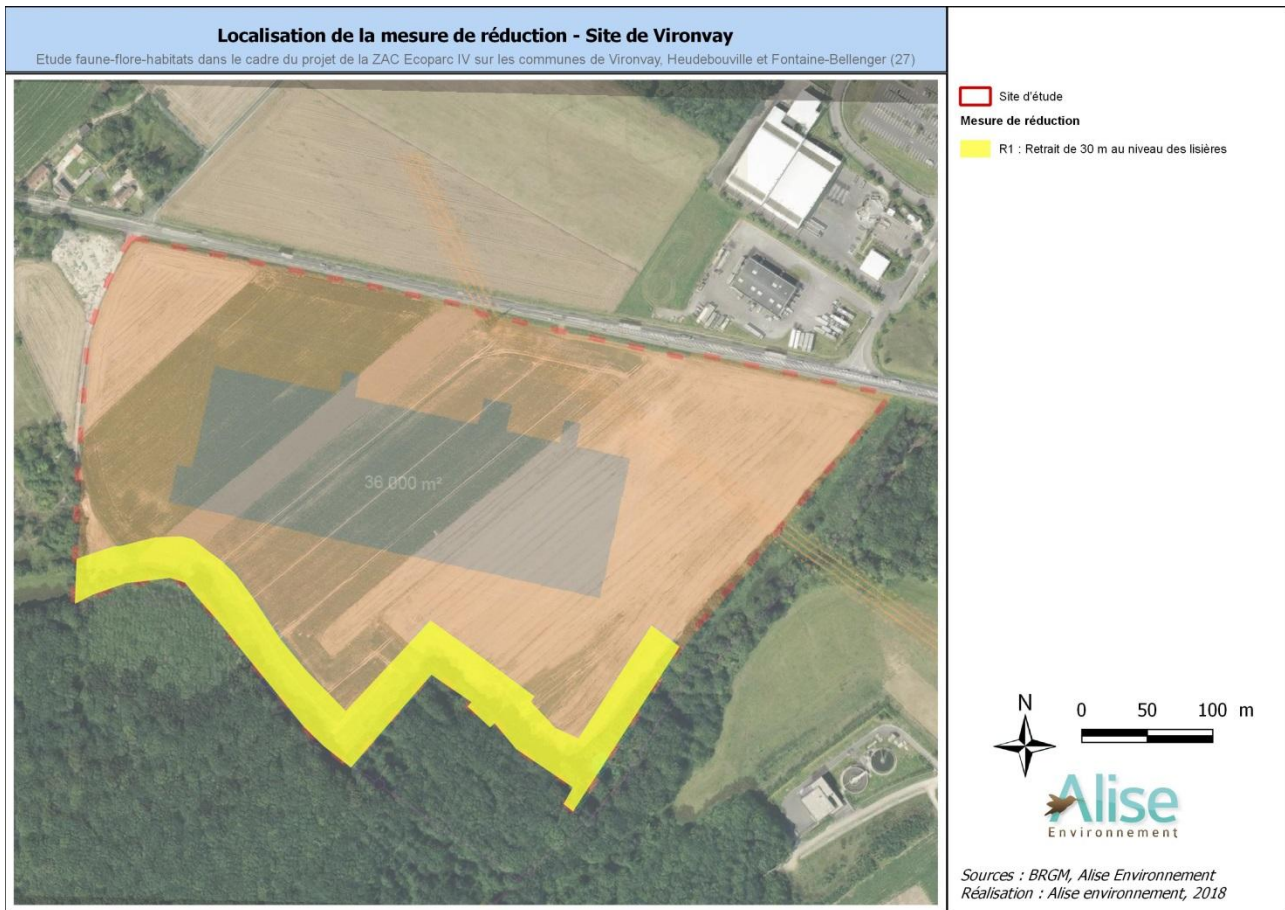 Localisation de la mesure de réduction - Site de Vironvay
Etude faune-flore-habitats dans le cadre du projet de la ZAC Ecoparc IV sur les communes de Vironvay, Heudebouville et Fontaine-Bellenger (27)
Site d'étude
Mesure de réduction
R1 : Retrait de 30 m au niveau des lisières
36 000 m²
N
0 50 100 m
Alise
Environnement
Sources : BRGM, Alise Environnement
Réalisation : Alise environnement, 2018